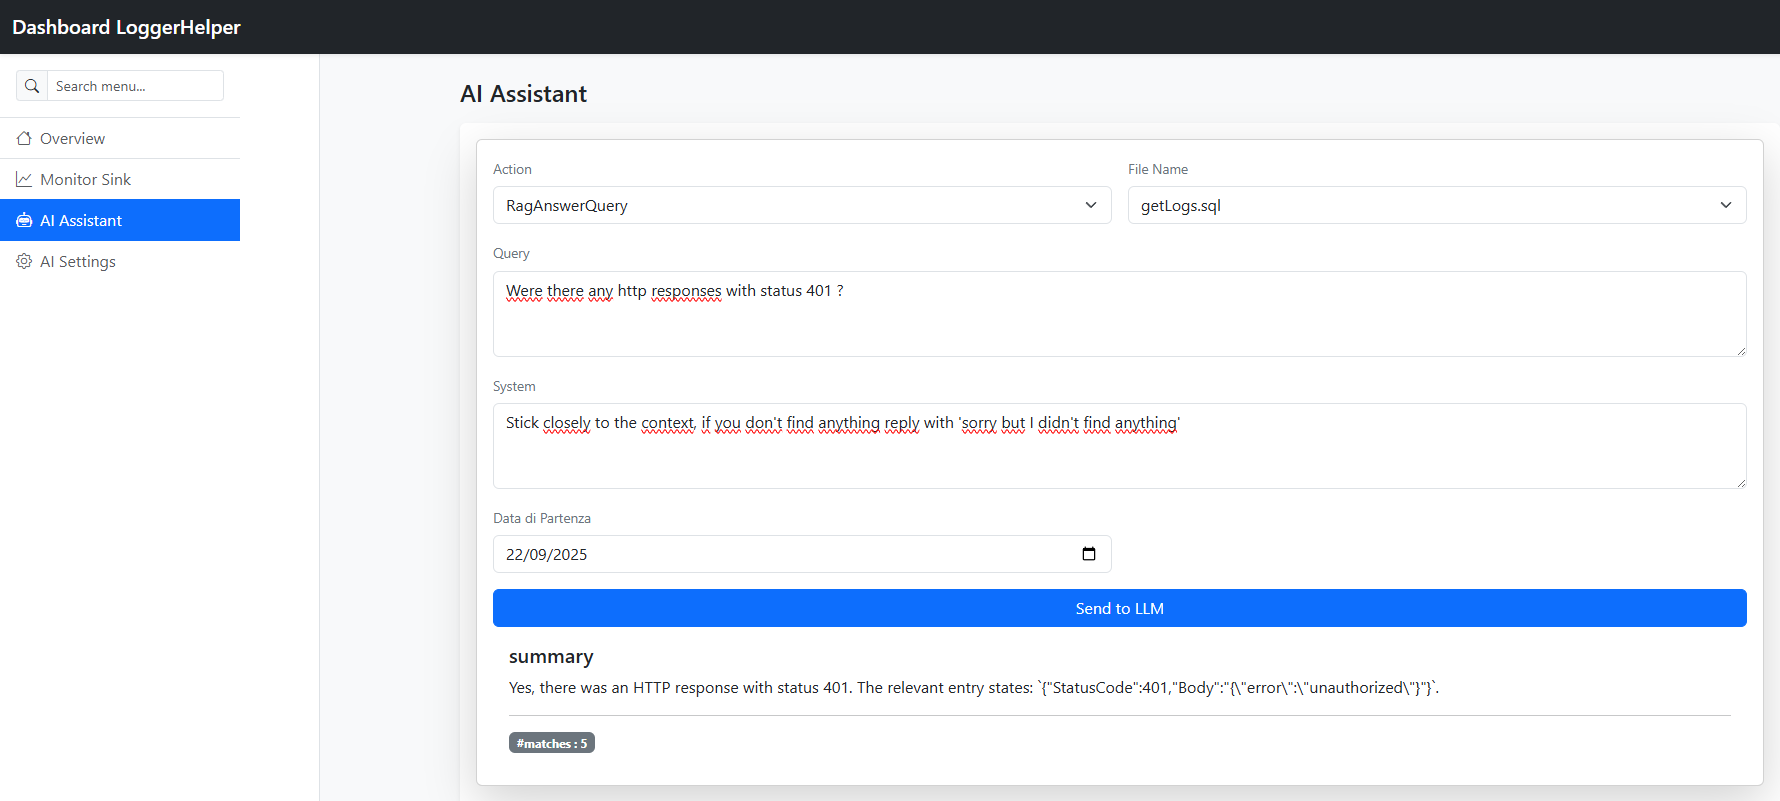 Dashboard LoggerHelper
Search menu...
Overview
Monitor Sink
AI Assistant
AI Settings
AI Assistant
Action
File Name
RagAnswerQuery
getLogs.sql
Query
Were there any http responses with status 401 ?
System
Stick closely to the context, if you don't find anything reply with 'sorry but I didn't find anything'
Data di Partenza
22/09/2025
Send to LLM
summary
Yes, there was an HTTP response with status 401. The relevant entry states: `{"StatusCode":401,"Body":"{\"error\":\"unauthorized\"}"}`.
#matches : 5